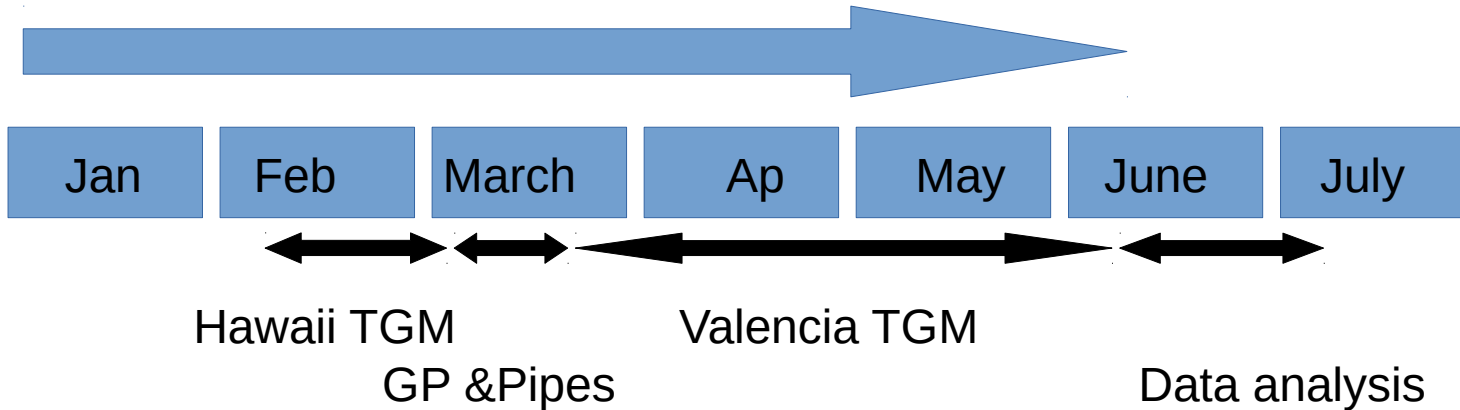 Jan Feb March Ap May June July
Hawaii TGM Valencia TGM
GP &Pipes Data analysis